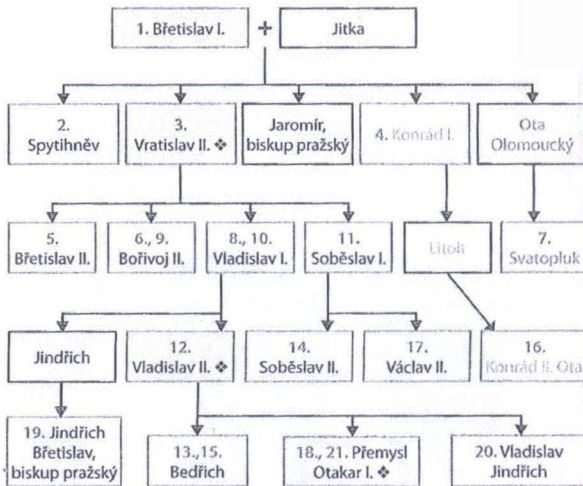 1. Břetislav I. + Jitka
2. Spytihněv
3. Vratislav II. ❖
Jaromír, biskup pražský
4. Konrád I.
Ota Olomoucký
5. Břetislav II.
6., 9. Bořivoj II.
8., 10. Vladislav I.
11. Soběslav I.
Litolt
7. Svatopluk
Jindřich
12. Vladislav II. ❖
14. Soběslav II.
17. Václav II.
16. Konrád II. Ota
19. Jindřich Břetislav, biskup pražský
13.,15. Bedřich
18., 21. Přemysl Otakar I. ❖
20. Vladislav Jindřich